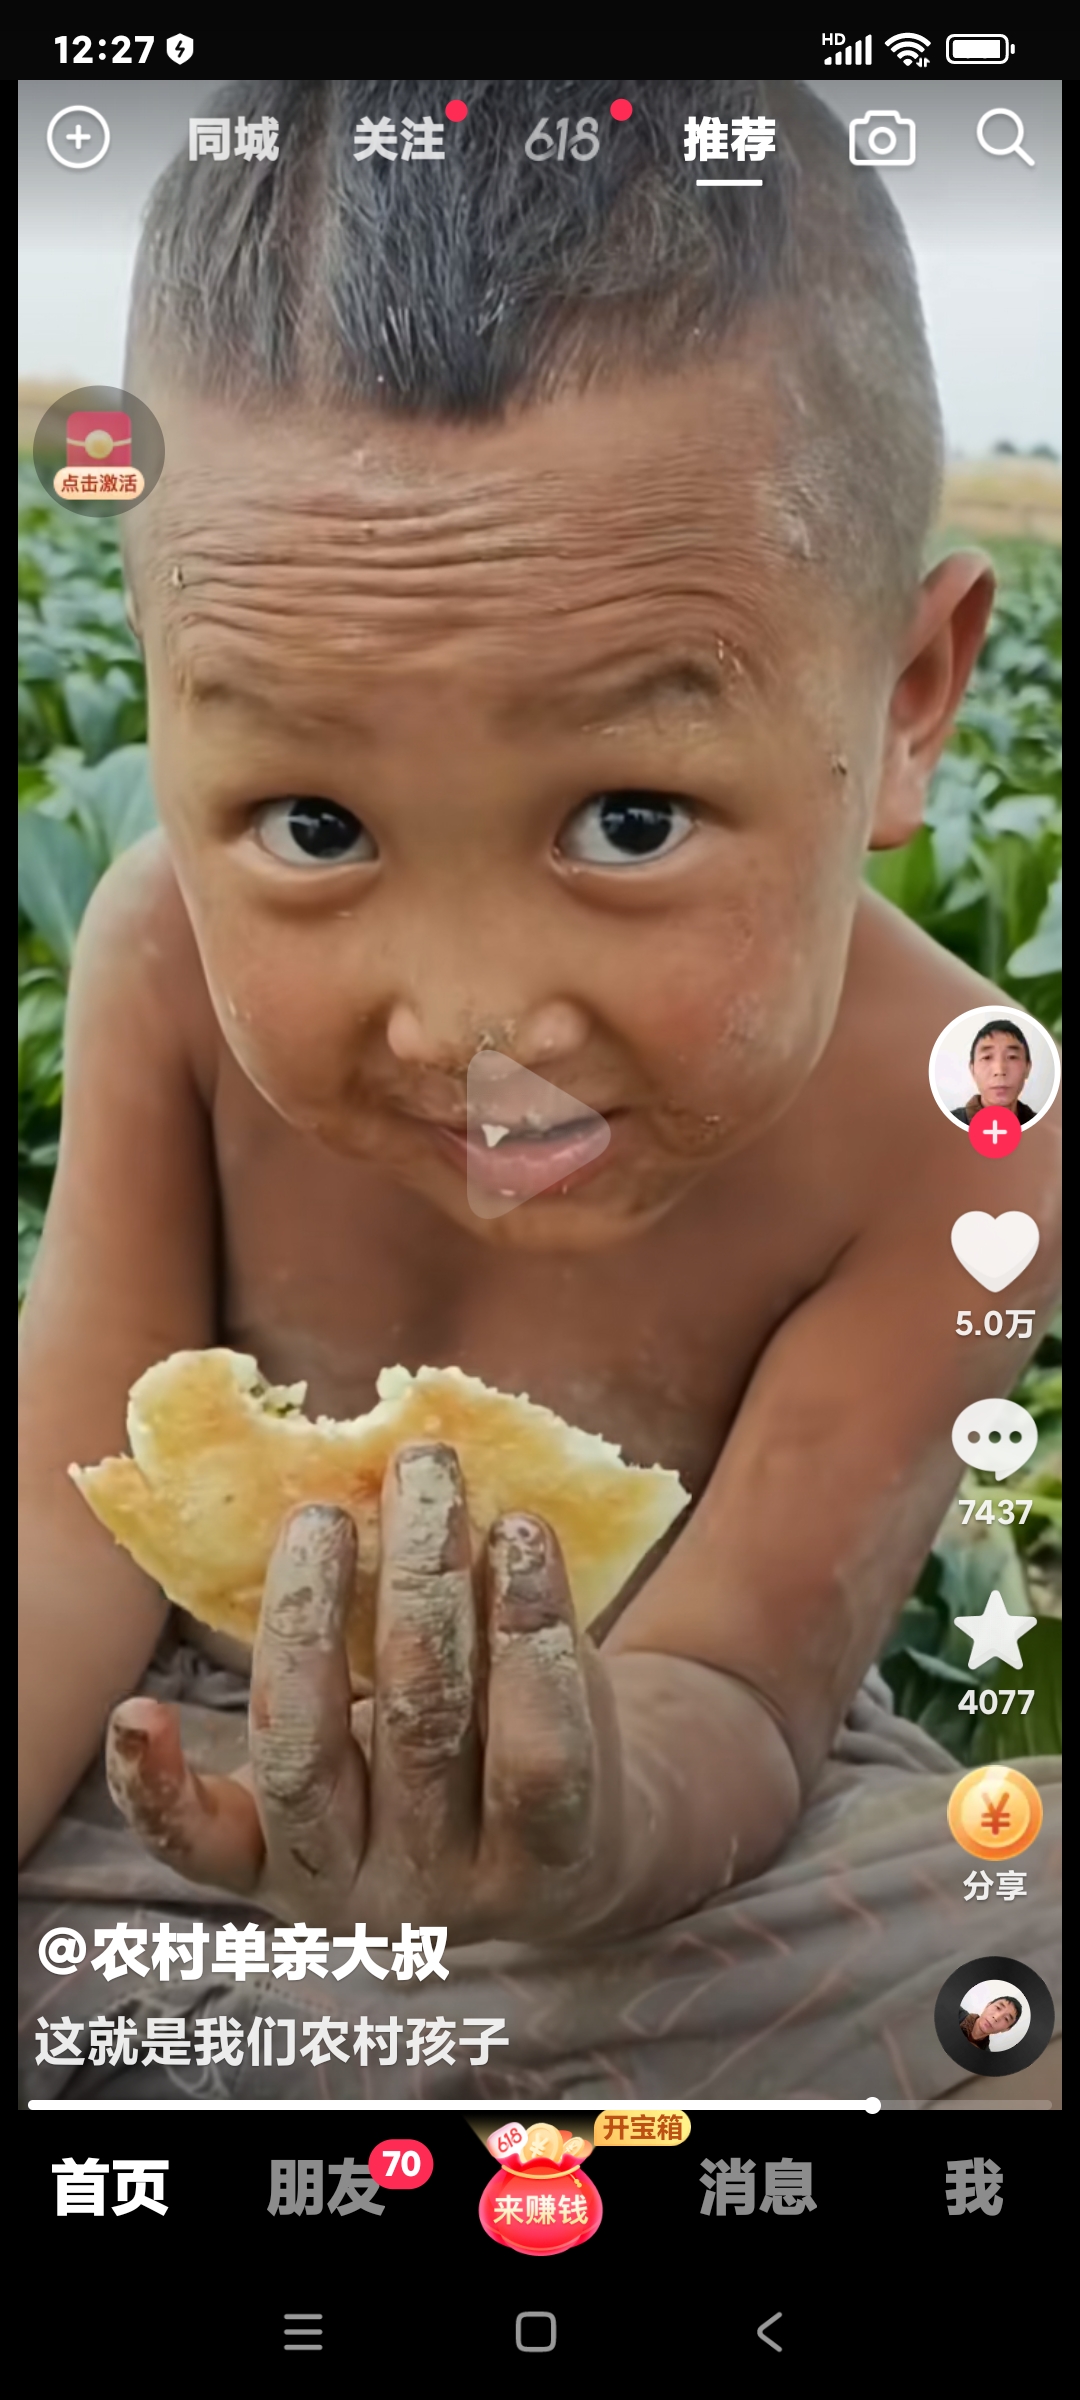 12:27
HD
同城 关注 618 推荐
点击激活
5.0万
7437
4077
¥
分享
@农村单亲大叔
这就是我们农村孩子
开宝箱
618
¥
首页 朋友 70 来赚钱 消息 我